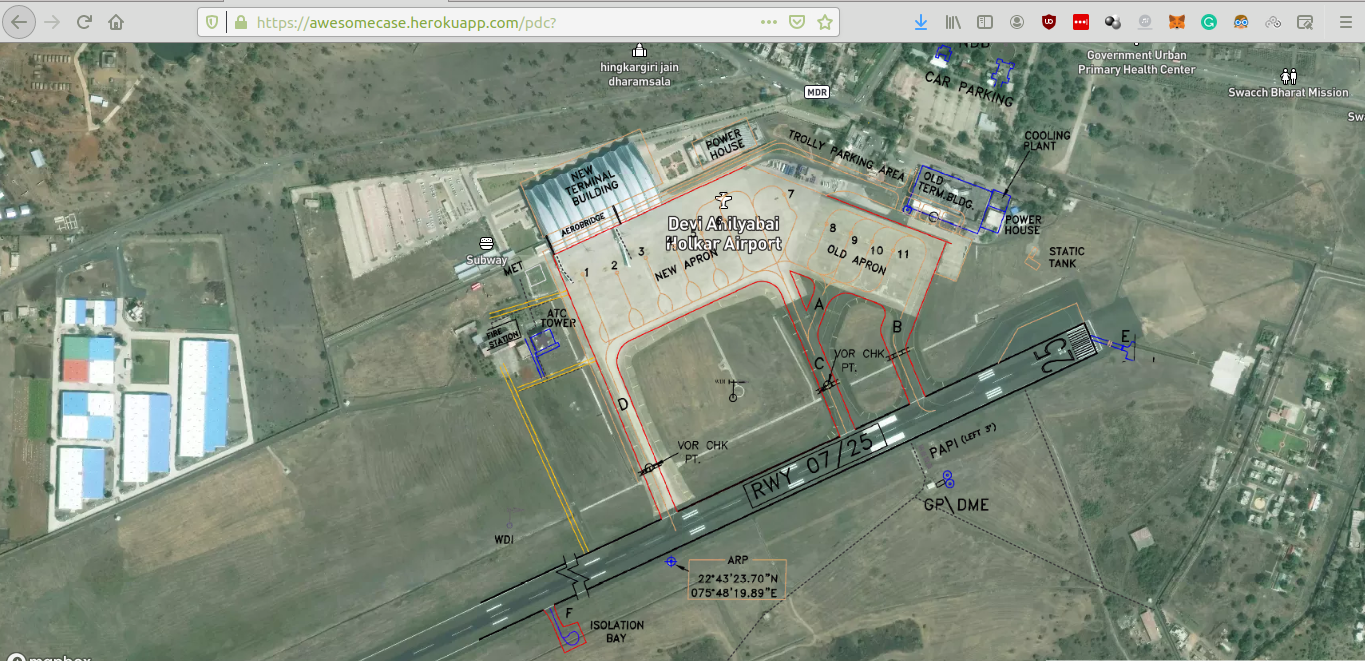 https://awesomecase.herokuapp.com/pdc?
hingkargiri jain
dharamsala
MDR
NDB
CAR PARKING
Government Urban
Primary Health Center
Swacch Bharat Mission
Swa
POWER
HOUSE
TROLLY PARKING AREA
COOLING
PLANT
NEW
TERMINAL
BUILDING
OLD
TERM.BLDG.
AEROBRIDGE
POWER
HOUSE
Devi Ahilyabai
Holkar Airport
1
2
3
7
NEW APRON
8
9
10
11
OLD APRON
STATIC
TANK
Subway
MET
ATC
TOWER
FIRE
STATION
A
B
C
D
E
VOR CHK
PT.
25
VOR CHK
PT.
RWY 07/25
PAPI (LEFT 3°)
GP\DME
WDI
ARP
22°43'23.70"N
075°48'19.89"E
F
ISOLATION
BAY
mapbox